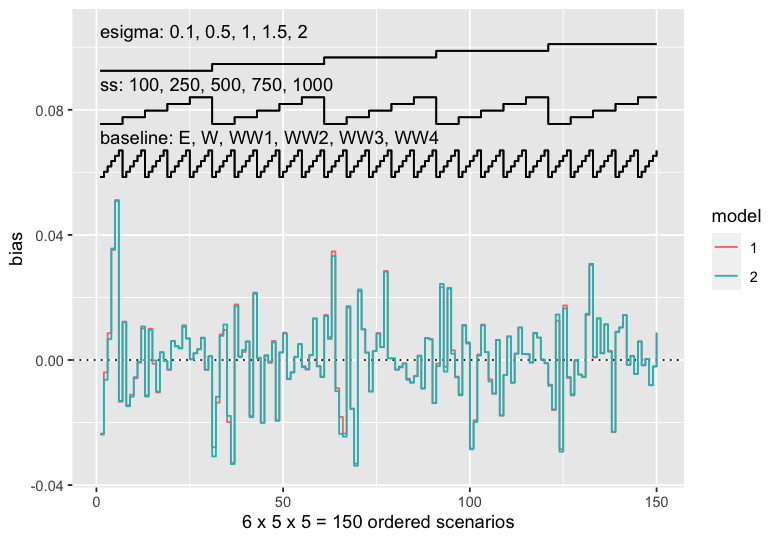 esigma: 0.1, 0.5, 1, 1.5, 2
ss: 100, 250, 500, 750, 1000
baseline: E, W, WW1, WW2, WW3, WW4
0.08
0.04
0.00
-0.04
bias
0
50
100
150
6 x 5 x 5 = 150 ordered scenarios
model
1
2